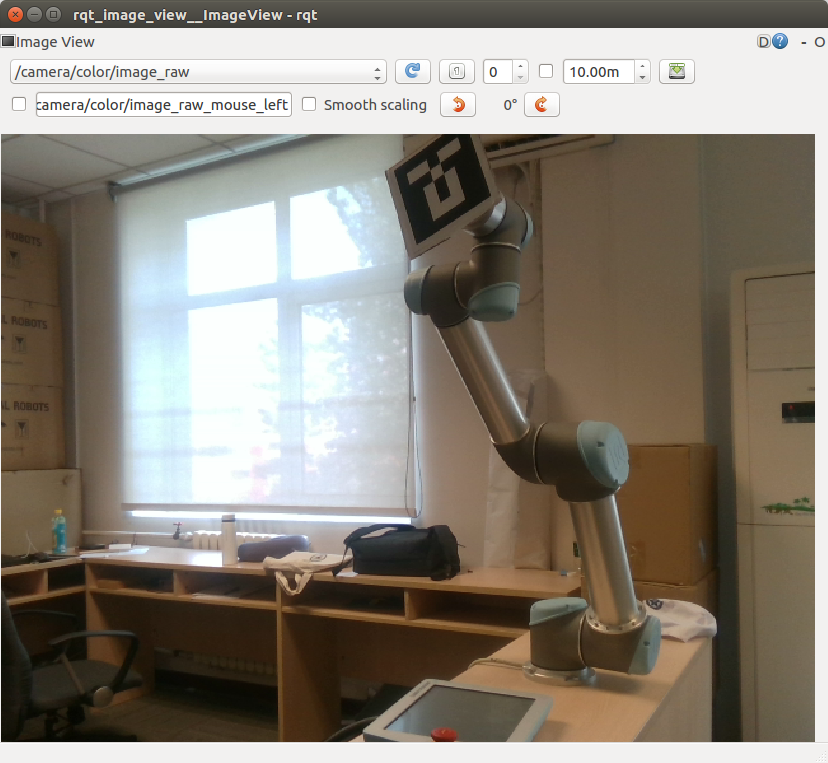 rqt_image_view__ImageView - rqt
Image View
D
- O
/camera/color/image_raw
0
10.00m
camera/color/image_raw_mouse_left
Smooth scaling
0°
ROBOTS
AL ROBOTS
AL ROBOTS